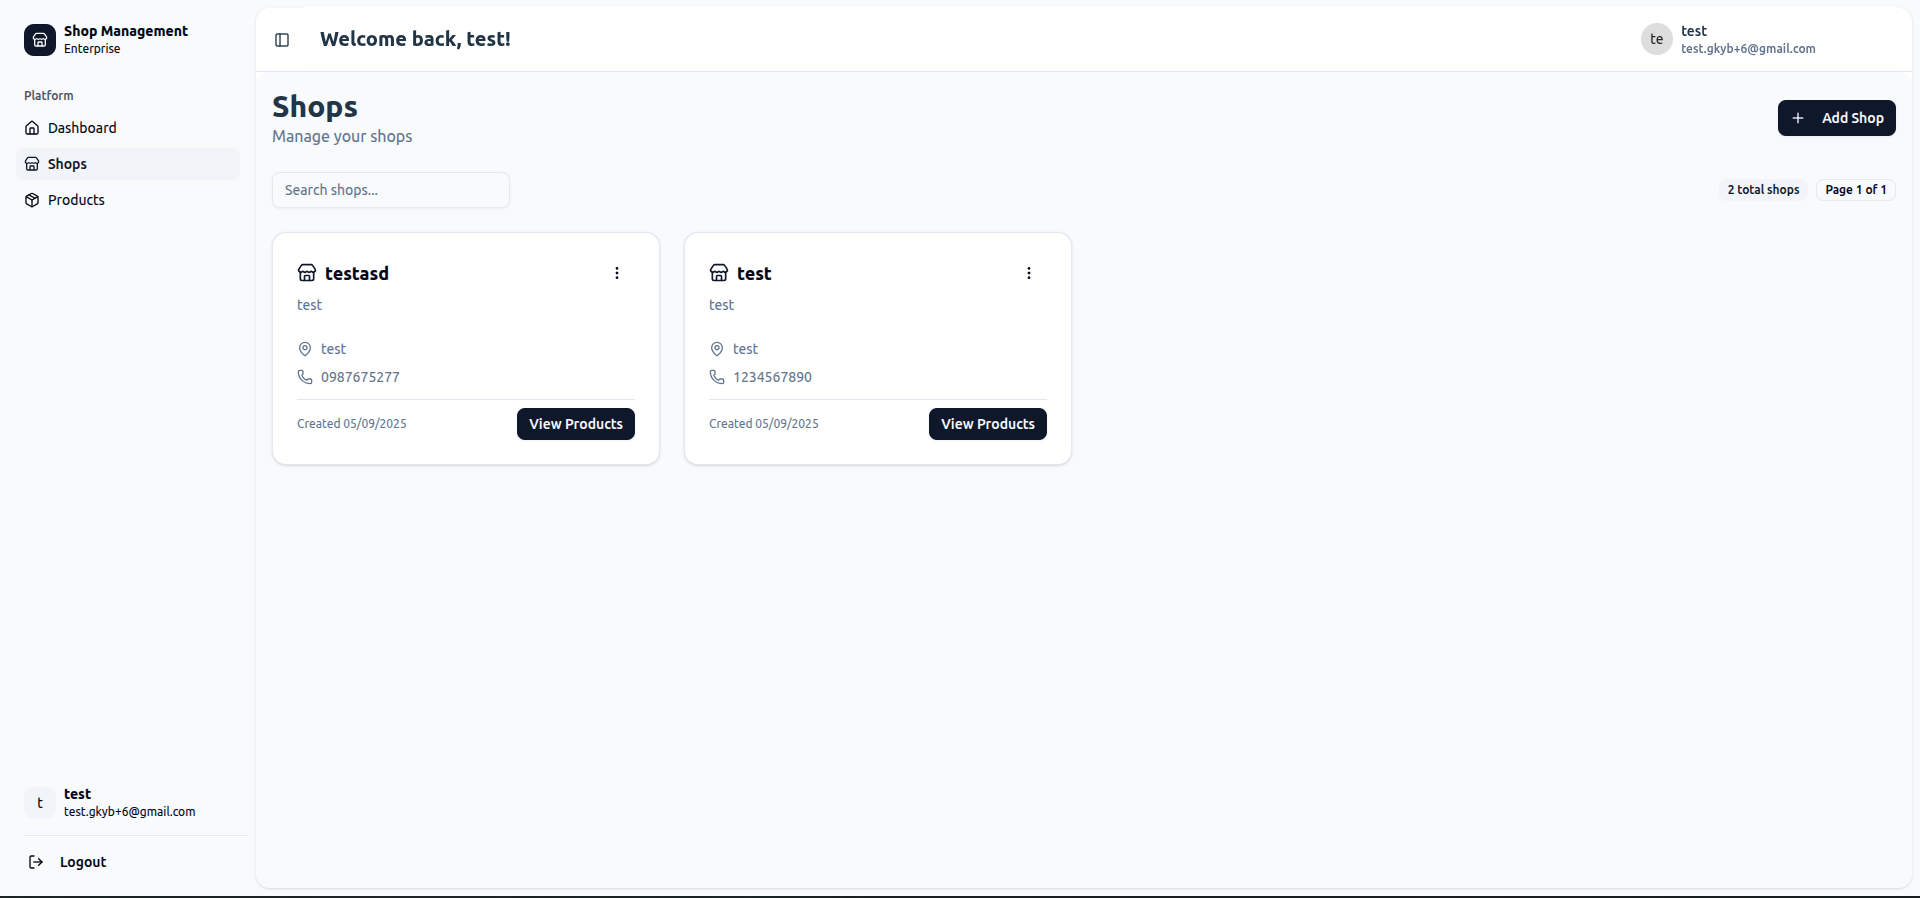 Shop Management
Enterprise
Platform
Dashboard
Shops
Products
test
test.gkyb+6@gmail.com
Logout
Welcome back, test!
te
test
test.gkyb+6@gmail.com
Shops
Manage your shops
Add Shop
Search shops...
2 total shops
Page 1 of 1
testasd
test
test
0987675277
Created 05/09/2025
View Products
test
test
test
1234567890
Created 05/09/2025
View Products
t